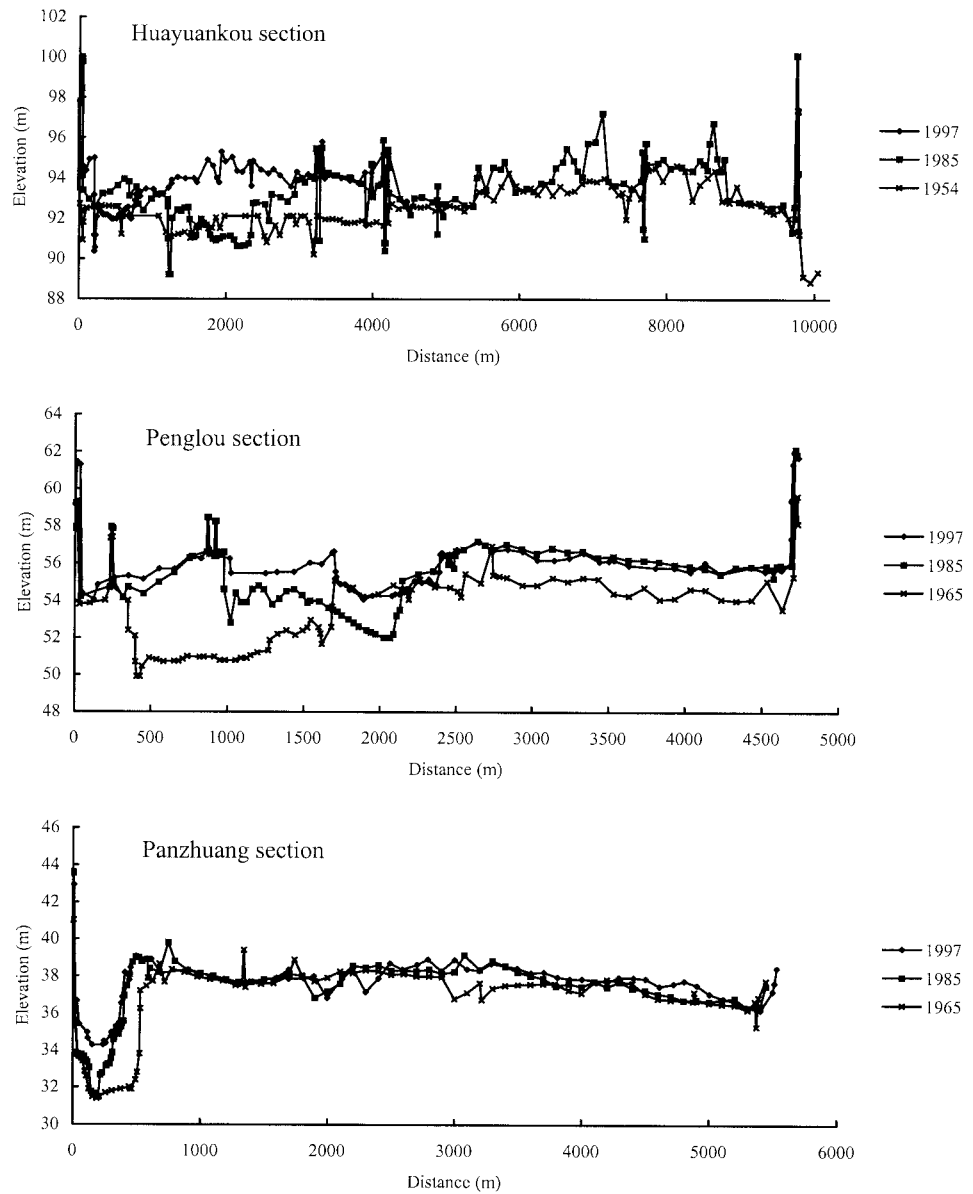 Huayuankou section
Elevation (m)
102
100
98
96
94
92
90
88
0 2000 4000 6000 8000 10000
Distance (m)
1997
1985
1954
Penglou section
Elevation (m)
64
62
60
58
56
54
52
50
48
0 500 1000 1500 2000 2500 3000 3500 4000 4500 5000
Distance (m)
1997
1985
1965
Panzhuang section
Elevation (m)
46
44
42
40
38
36
34
32
30
0 1000 2000 3000 4000 5000 6000
Distance (m)
1997
1985
1965